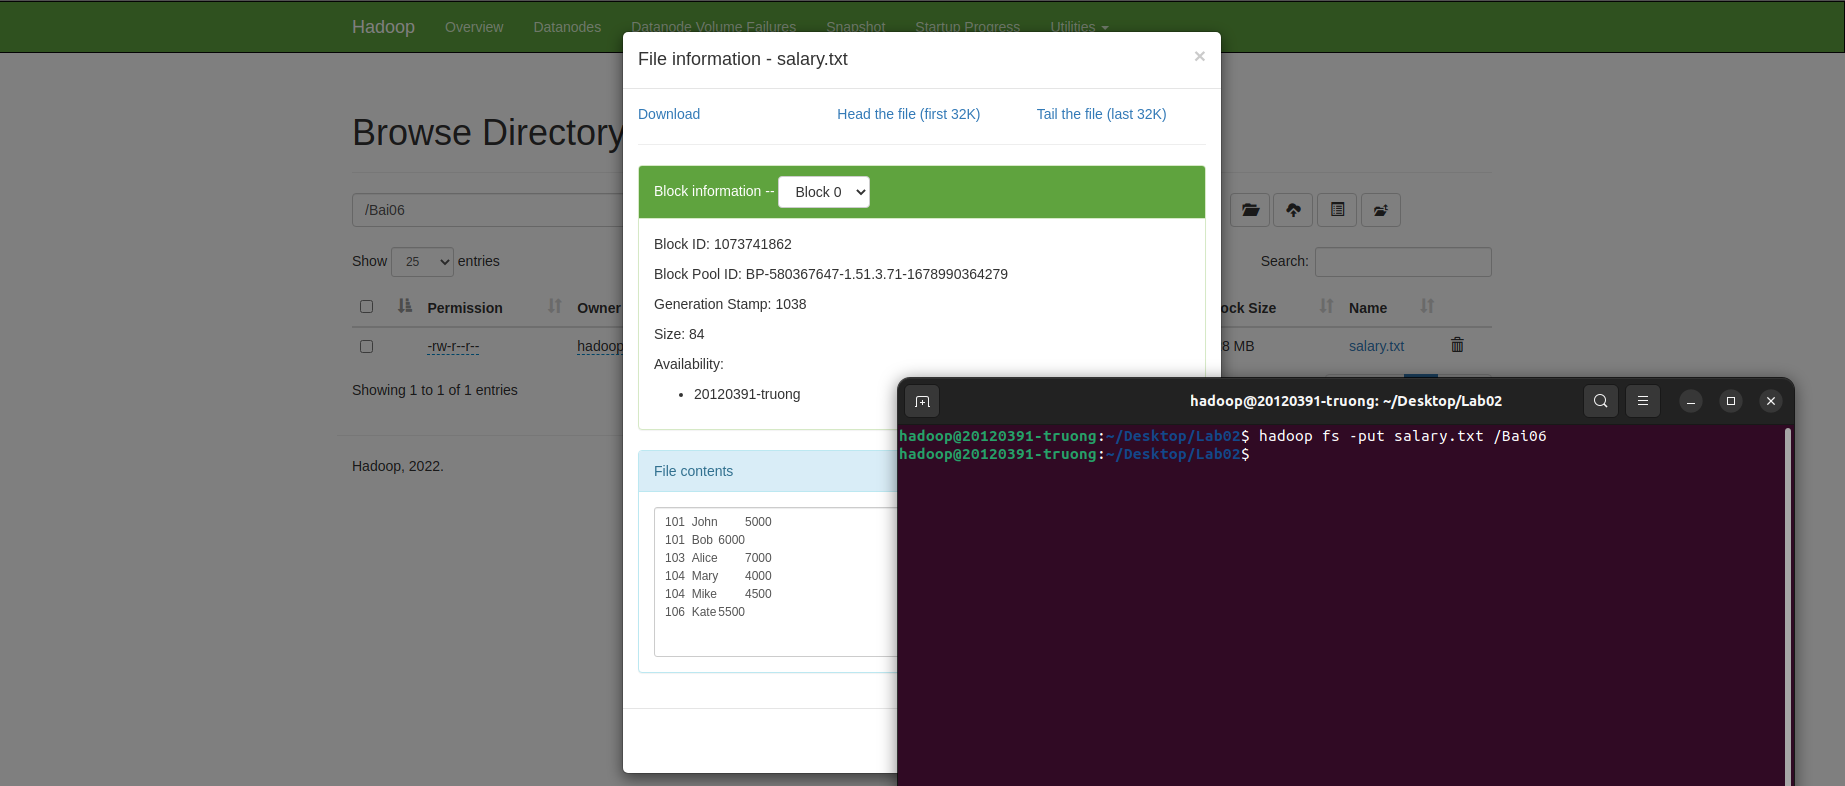 Hadoop Overview Datanodes Datanode Volume Failures Snapshot Startup Progress Utilities
File information - salary.txt ×
Download Head the file (first 32K) Tail the file (last 32K)
Browse Directory
Block information -- Block 0
/Bai06
Block ID: 1073741862
Show 25 entries
Search:
Block Pool ID: BP-580367647-1.51.3.71-1678990364279
Generation Stamp: 1038
Permission Owner ock Size Name
Size: 84
-rw-r--r-- hadoop 8 MB salary.txt
Availability:
20120391-truong
Showing 1 to 1 of 1 entries
Hadoop, 2022.
File contents
101 John 5000
101 Bob 6000
103 Alice 7000
104 Mary 4000
104 Mike 4500
106 Kate 5500
hadoop@20120391-truong: ~/Desktop/Lab02
hadoop@20120391-truong:~/Desktop/Lab02$ hadoop fs -put salary.txt /Bai06
hadoop@20120391-truong:~/Desktop/Lab02$